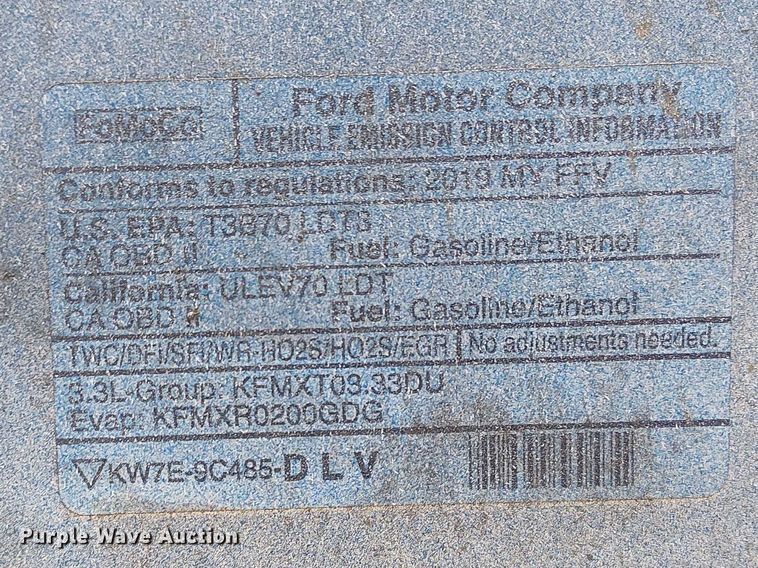 FoMoCo
Ford Motor Company
VEHICLE EMISSION CONTROL INFORMATION
Conforms to regulations: 2019 MY FFV
U.S. EPA: T3B70 LDT3
CA OBD II Fuel: Gasoline/Ethanol
California: ULEV70 LDT
CA OBD II Fuel: Gasoline/Ethanol
TWC/DFI/SFI/WR-HO2S/HO2S/EGR No adjustments needed.
3.3L-Group: KFMXT03.33DU
Evap: KFMXR0200GDG
KW7E-9C485-DLV
Purple Wave Auction